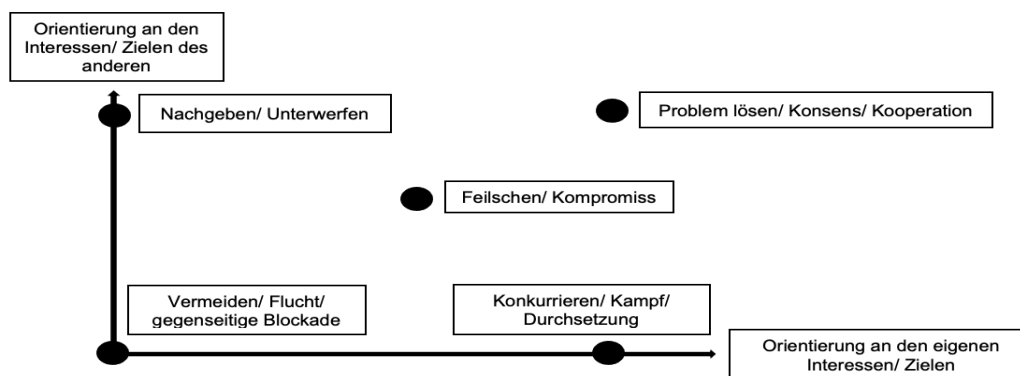 Orientierung an den
Interessen/ Zielen des
anderen
Nachgeben/ Unterwerfen
Problem lösen/ Konsens/ Kooperation
Feilschen/ Kompromiss
Vermeiden/ Flucht/
gegenseitige Blockade
Konkurrieren/ Kampf/
Durchsetzung
Orientierung an den eigenen
Interessen/ Zielen